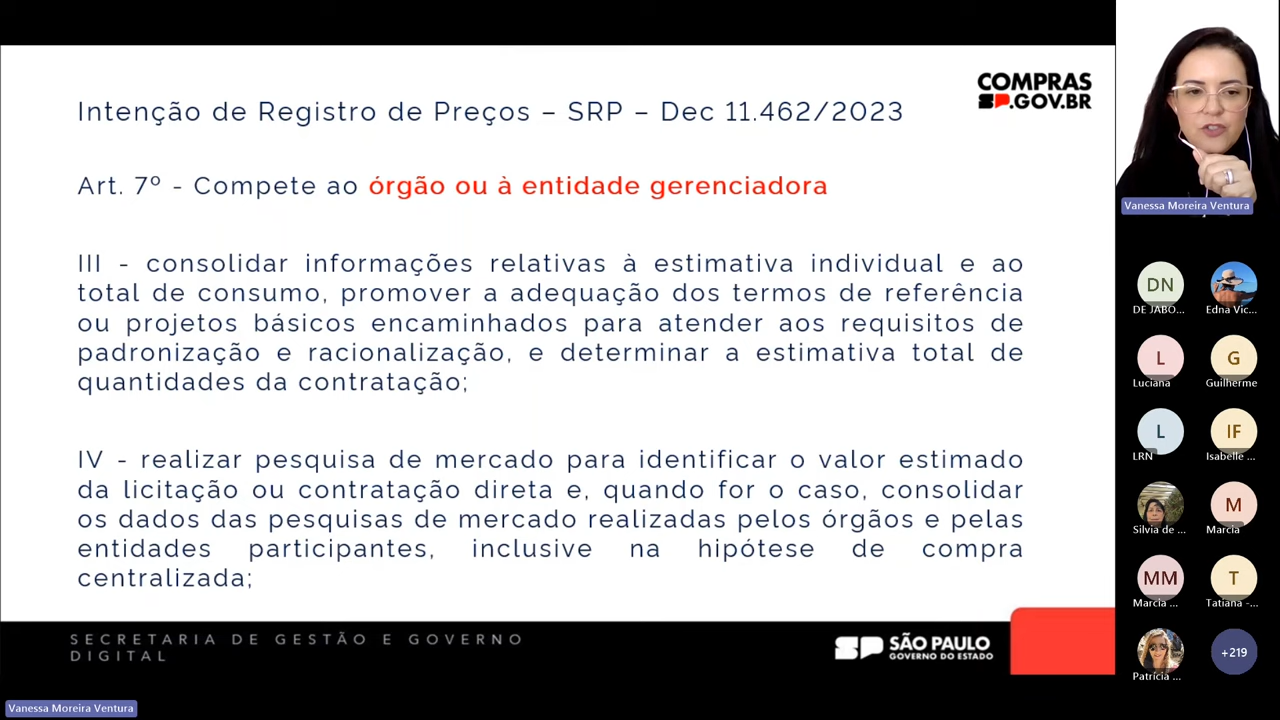 COMPRAS
SP.GOV.BR
Intenção de Registro de Preços – SRP – Dec 11.462/2023
Art. 7º - Compete ao órgão ou à entidade gerenciadora
III - consolidar informações relativas à estimativa individual e ao
total de consumo, promover a adequação dos termos de referência
ou projetos básicos encaminhados para atender aos requisitos de
padronização e racionalização, e determinar a estimativa total de
quantidades da contratação;
IV - realizar pesquisa de mercado para identificar o valor estimado
da licitação ou contratação direta e, quando for o caso, consolidar
os dados das pesquisas de mercado realizadas pelos órgãos e pelas
entidades participantes, inclusive na hipótese de compra
centralizada;
SECRETARIA DE GESTÃO E GOVERNO
DIGITAL
SP SÃO PAULO
GOVERNO DO ESTADO
Vanessa Moreira Ventura
Vanessa Moreira Ventura
DN
DE JABO...
Edna Vic...
L
Luciana
G
Guilherme
L
LRN
IF
Isabelle ...
Silvia de ...
M
Marcia
MM
Marcia ...
T
Tatiana -...
Patrícia ...
+219